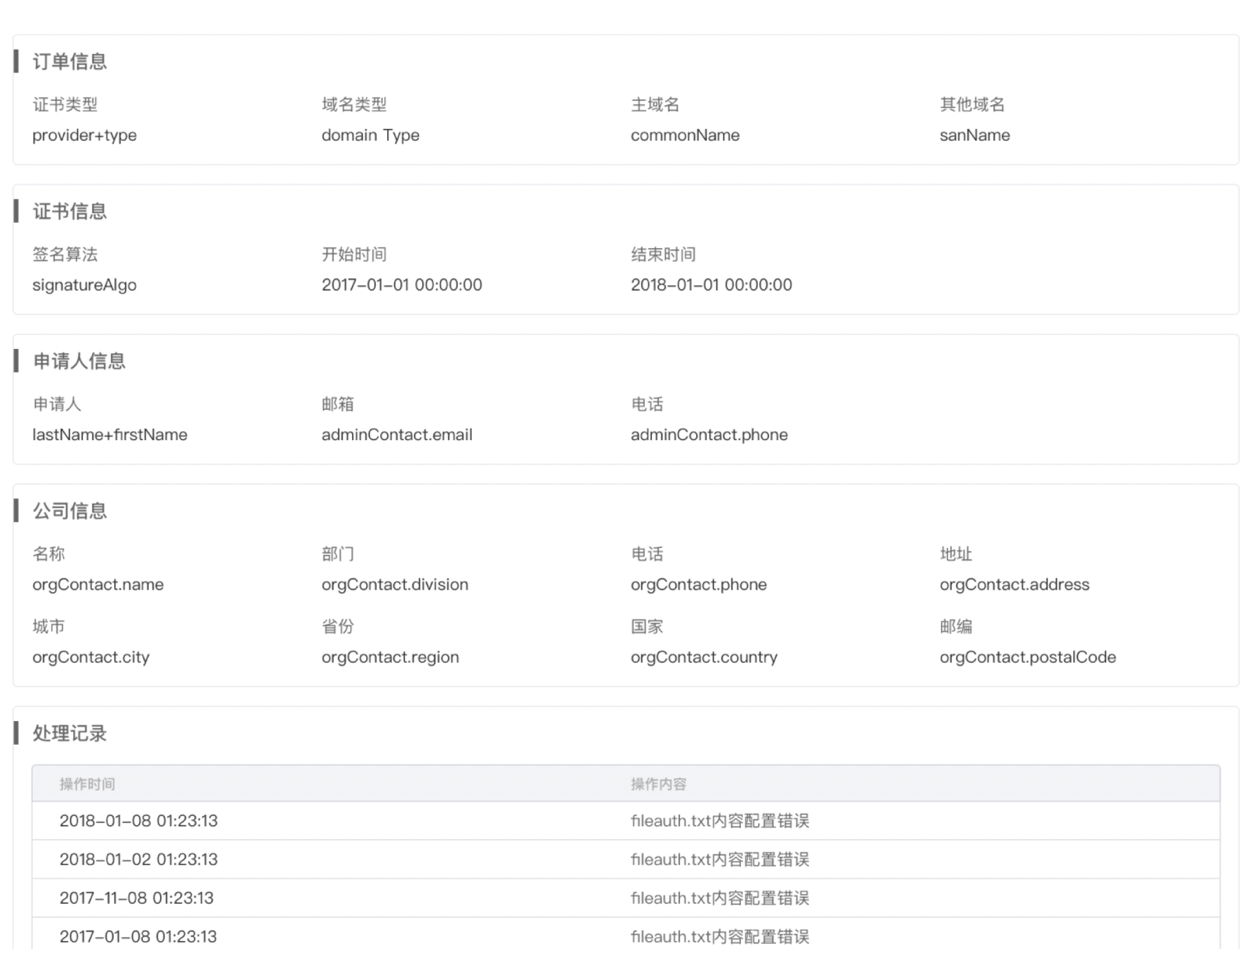 订单信息
证书类型 域名类型 主域名 其他域名
provider+type domain Type commonName sanName
证书信息
签名算法 开始时间 结束时间
signatureAlgo 2017-01-01 00:00:00 2018-01-01 00:00:00
申请人信息
申请人 邮箱 电话
lastName+firstName adminContact.email adminContact.phone
公司信息
名称 部门 电话 地址
orgContact.name orgContact.division orgContact.phone orgContact.address
城市 省份 国家 邮编
orgContact.city orgContact.region orgContact.country orgContact.postalCode
处理记录
操作时间 操作内容
2018-01-08 01:23:13 fileauth.txt内容配置错误
2018-01-02 01:23:13 fileauth.txt内容配置错误
2017-11-08 01:23:13 fileauth.txt内容配置错误
2017-01-08 01:23:13 fileauth.txt内容配置错误